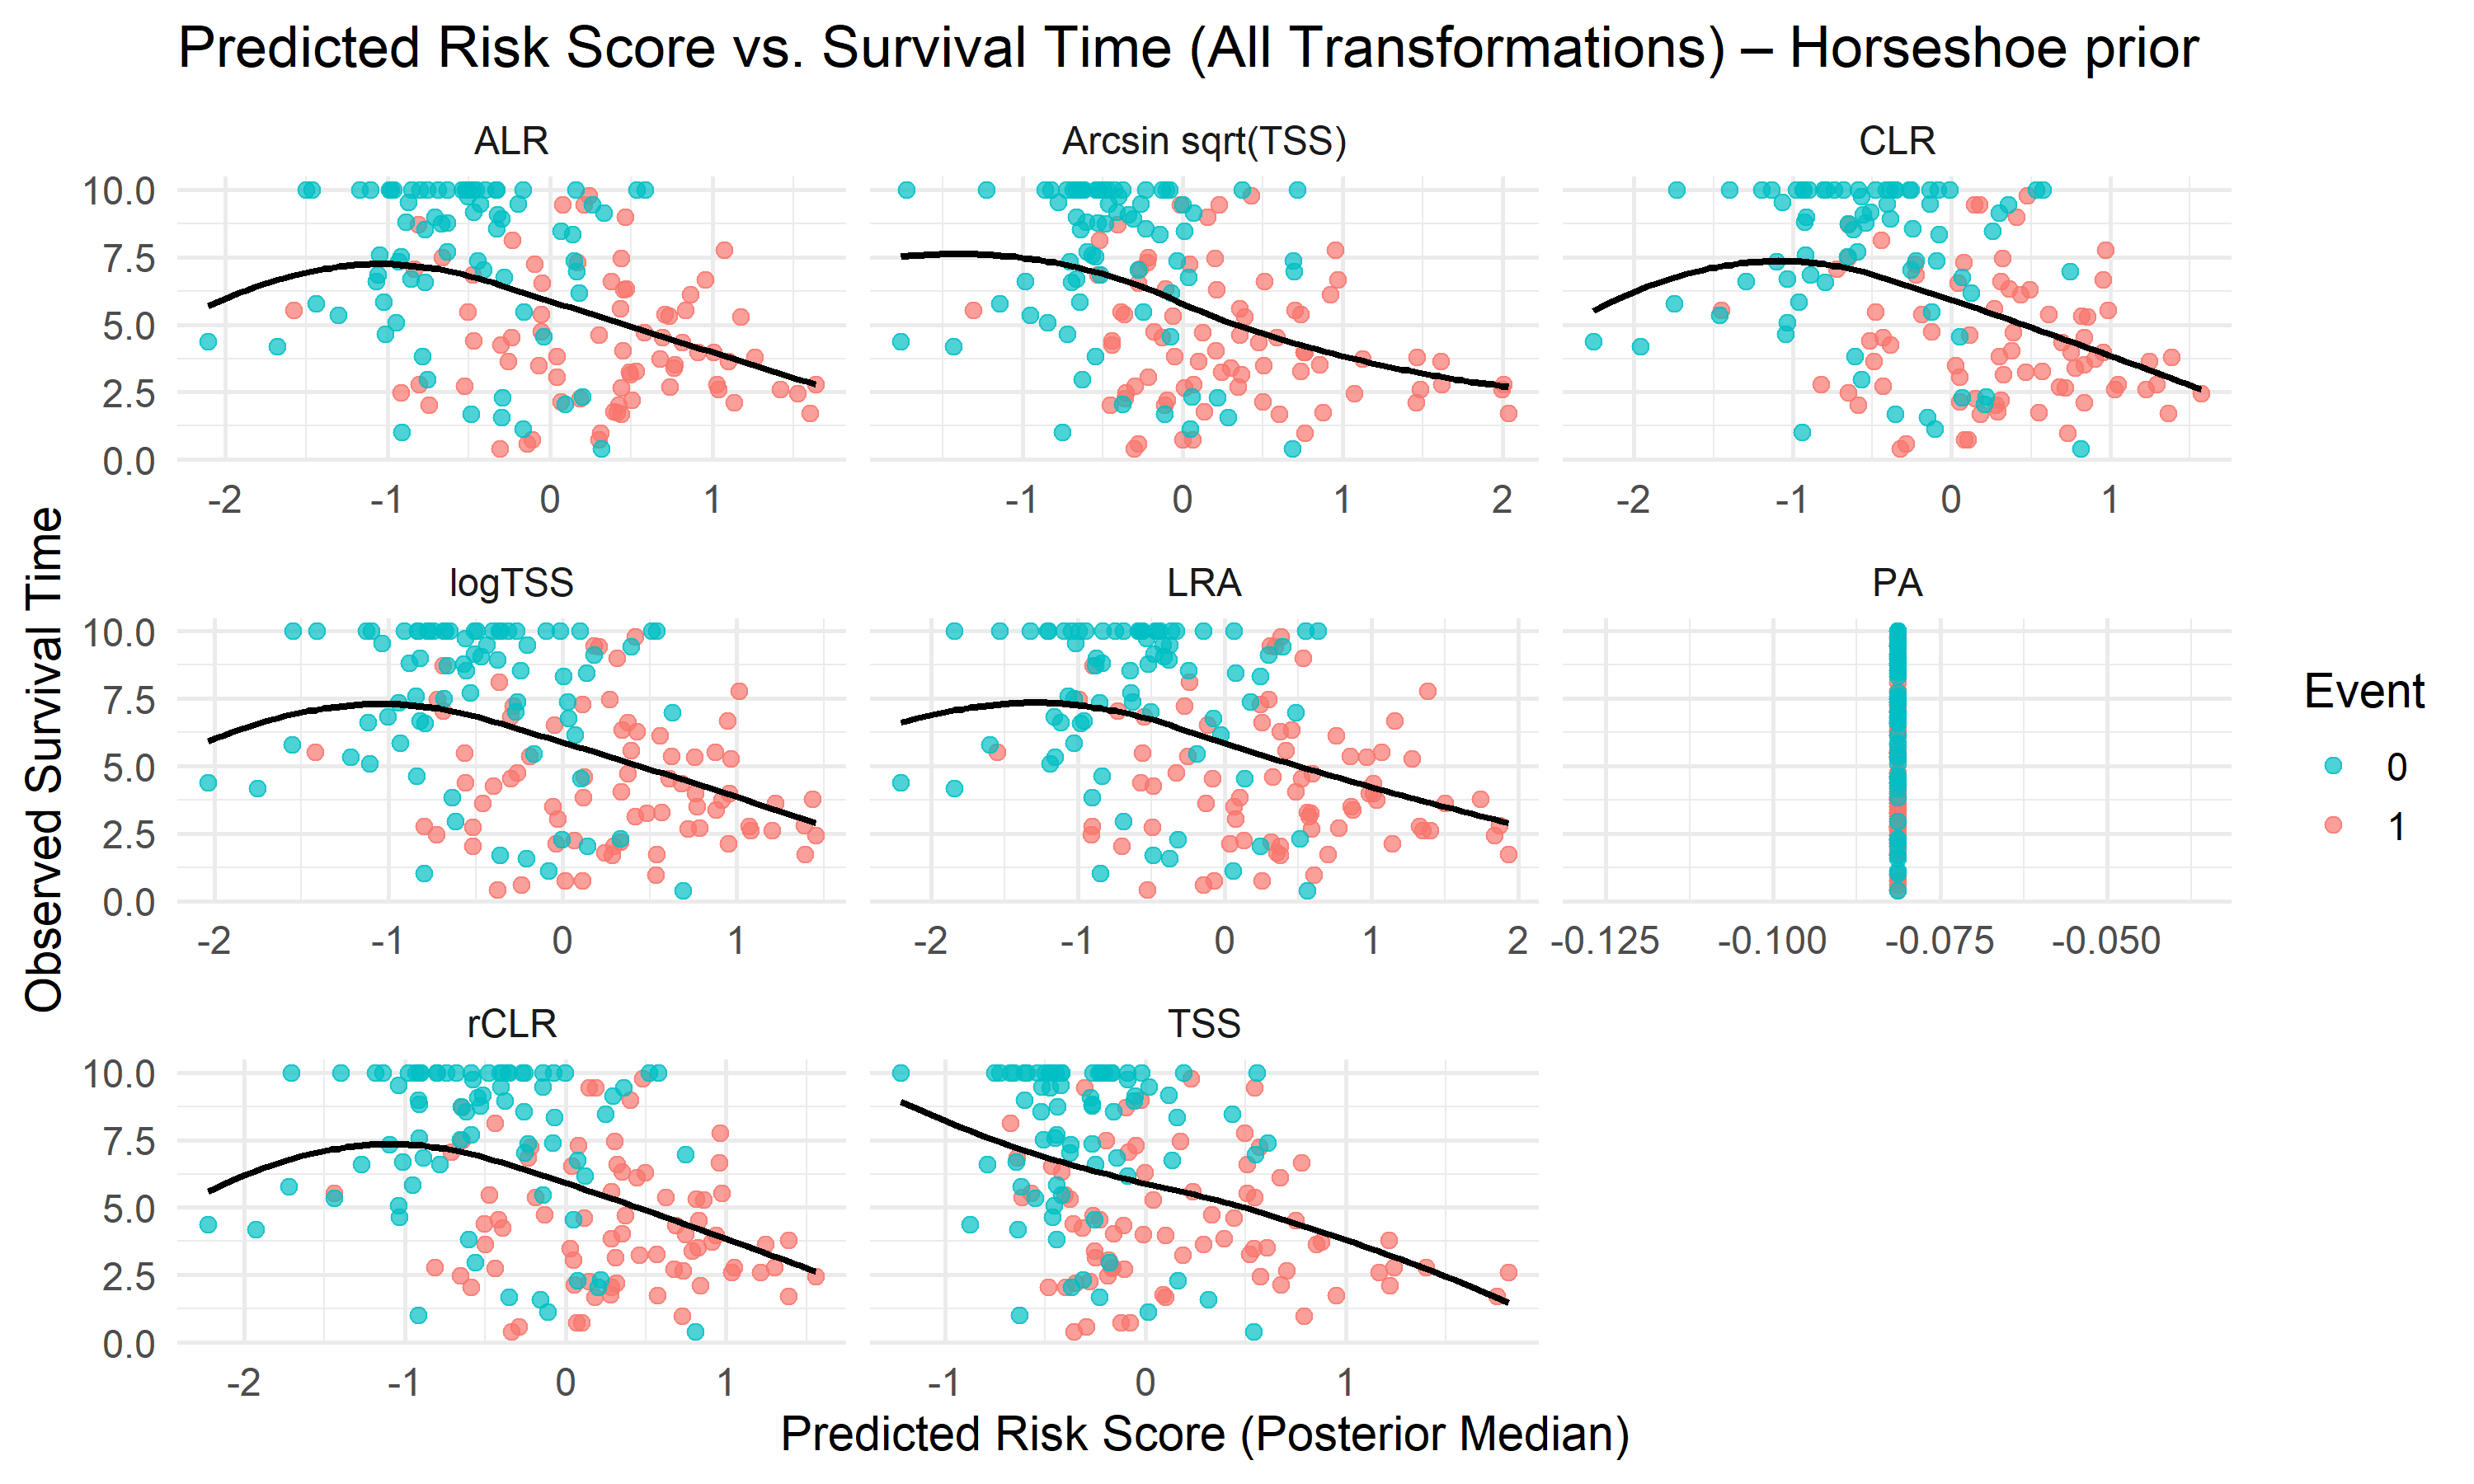 Predicted Risk Score vs. Survival Time (All Transformations) – Horseshoe prior
ALR
Arcsin sqrt(TSS)
CLR
10.0
7.5
5.0
2.5
0.0
-2 -1 0 1
-1 0 1 2
-2 -1 0 1
logTSS
LRA
PA
10.0
7.5
5.0
2.5
0.0
-2 -1 0 1
-2 -1 0 1 2
-0.125 -0.100 -0.075 -0.050
rCLR
TSS
10.0
7.5
5.0
2.5
0.0
-2 -1 0 1
-1 0 1
Observed Survival Time
Predicted Risk Score (Posterior Median)
Event
0
1